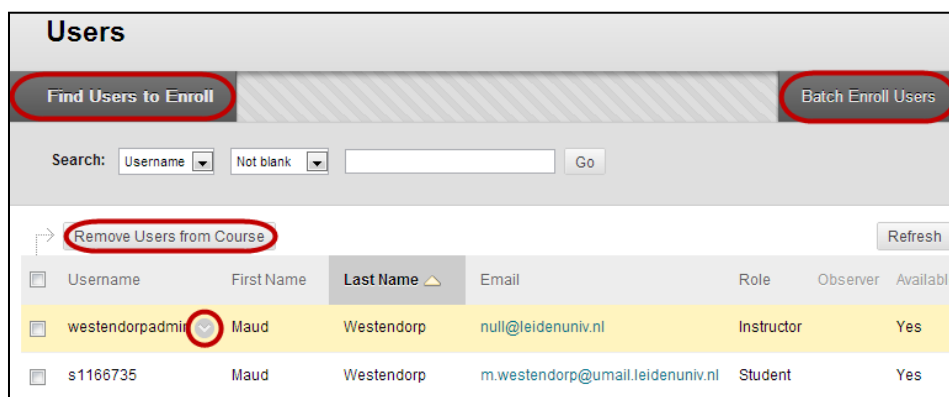 Users
Find Users to Enroll Batch Enroll Users
Search: Username Not blank Go
Remove Users from Course Refresh
Username First Name Last Name Email Role Observer Availabl
westendorpadmin Maud Westendorp null@leidenuniv.nl Instructor Yes
s1166735 Maud Westendorp m.westendorp@umail.leidenuniv.nl Student Yes